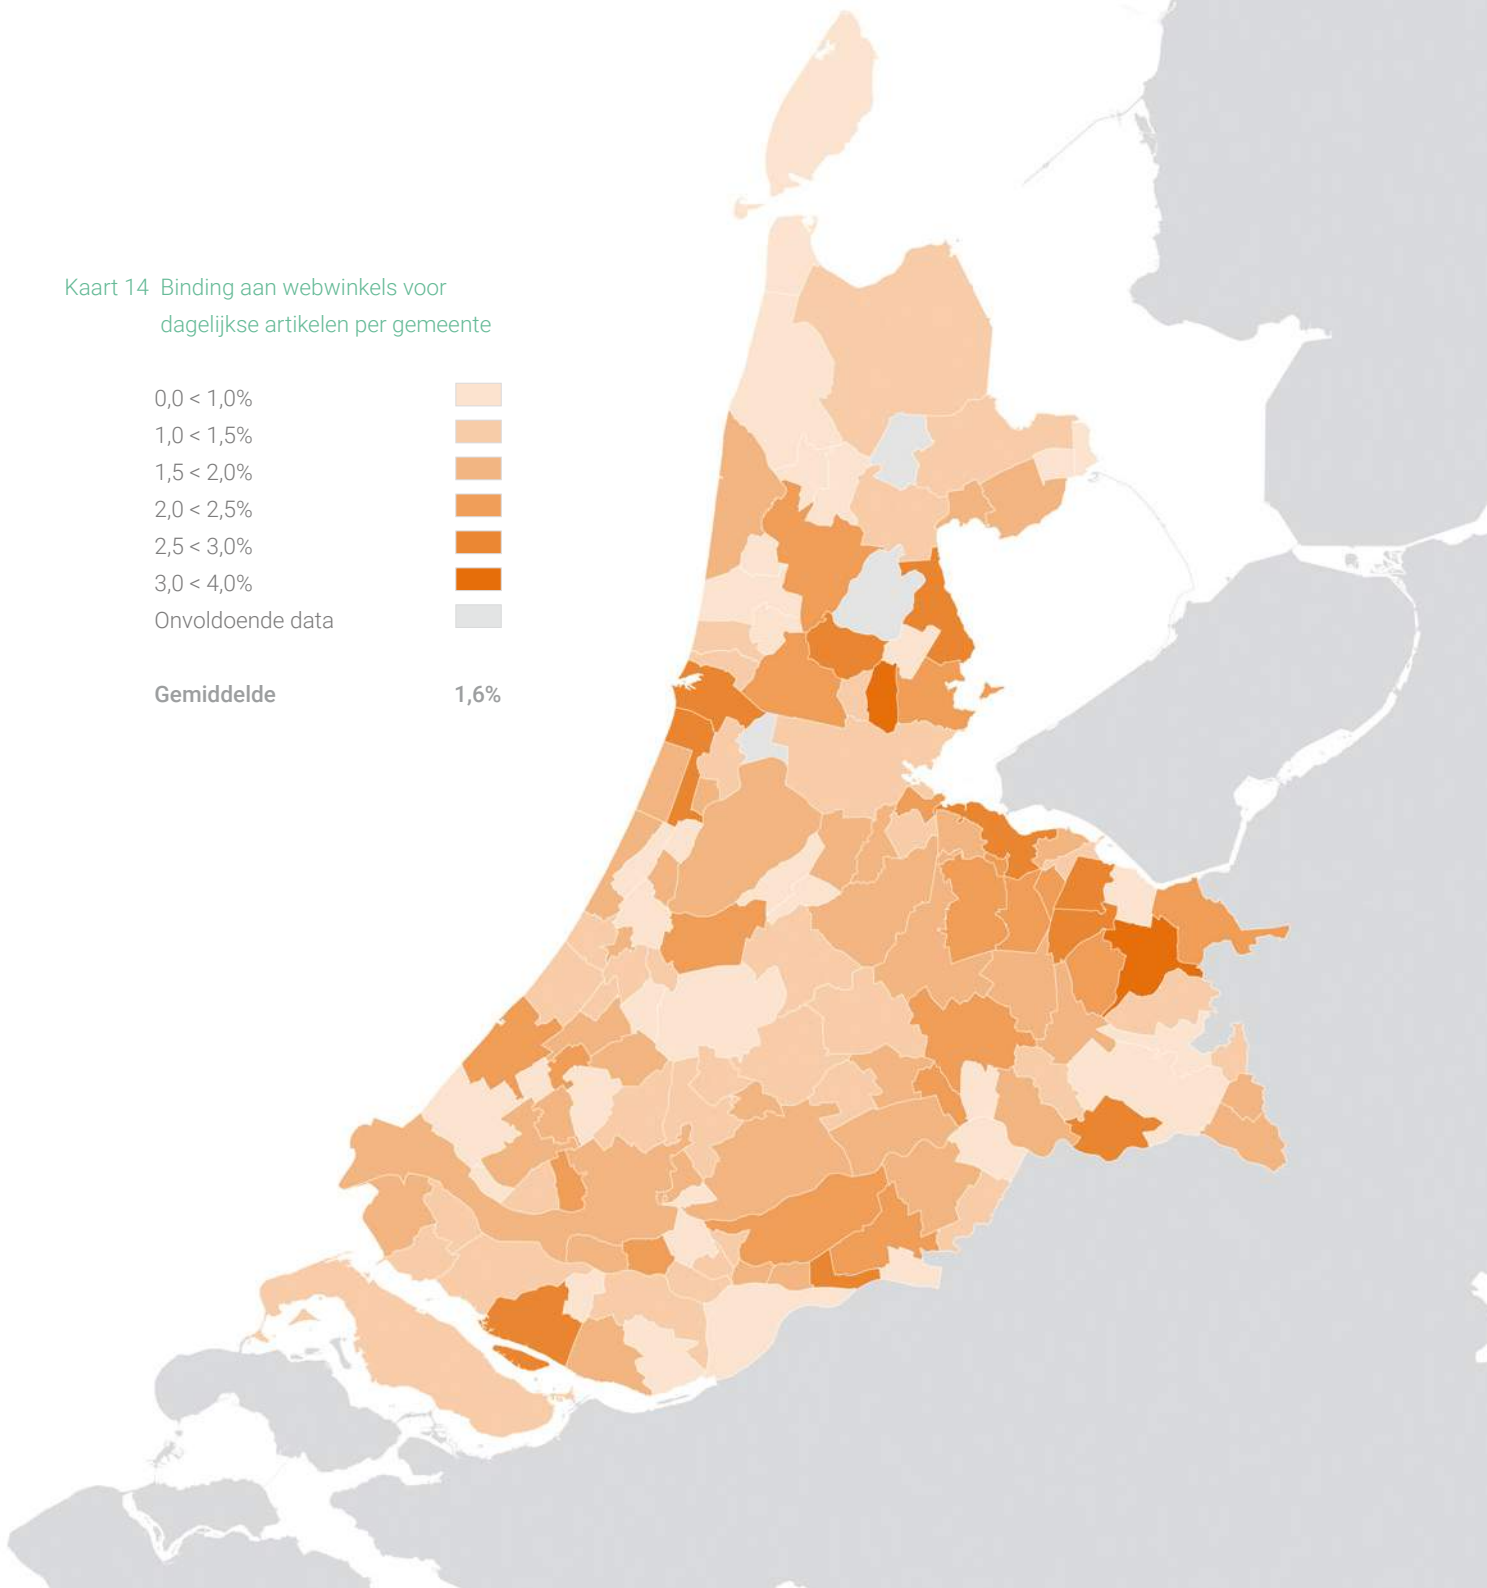 Kaart 14 Binding aan webwinkels voor
dagelijkse artikelen per gemeente
0,0 < 1,0%
1,0 < 1,5%
1,5 < 2,0%
2,0 < 2,5%
2,5 < 3,0%
3,0 < 4,0%
Onvoldoende data
Gemiddelde 1,6%